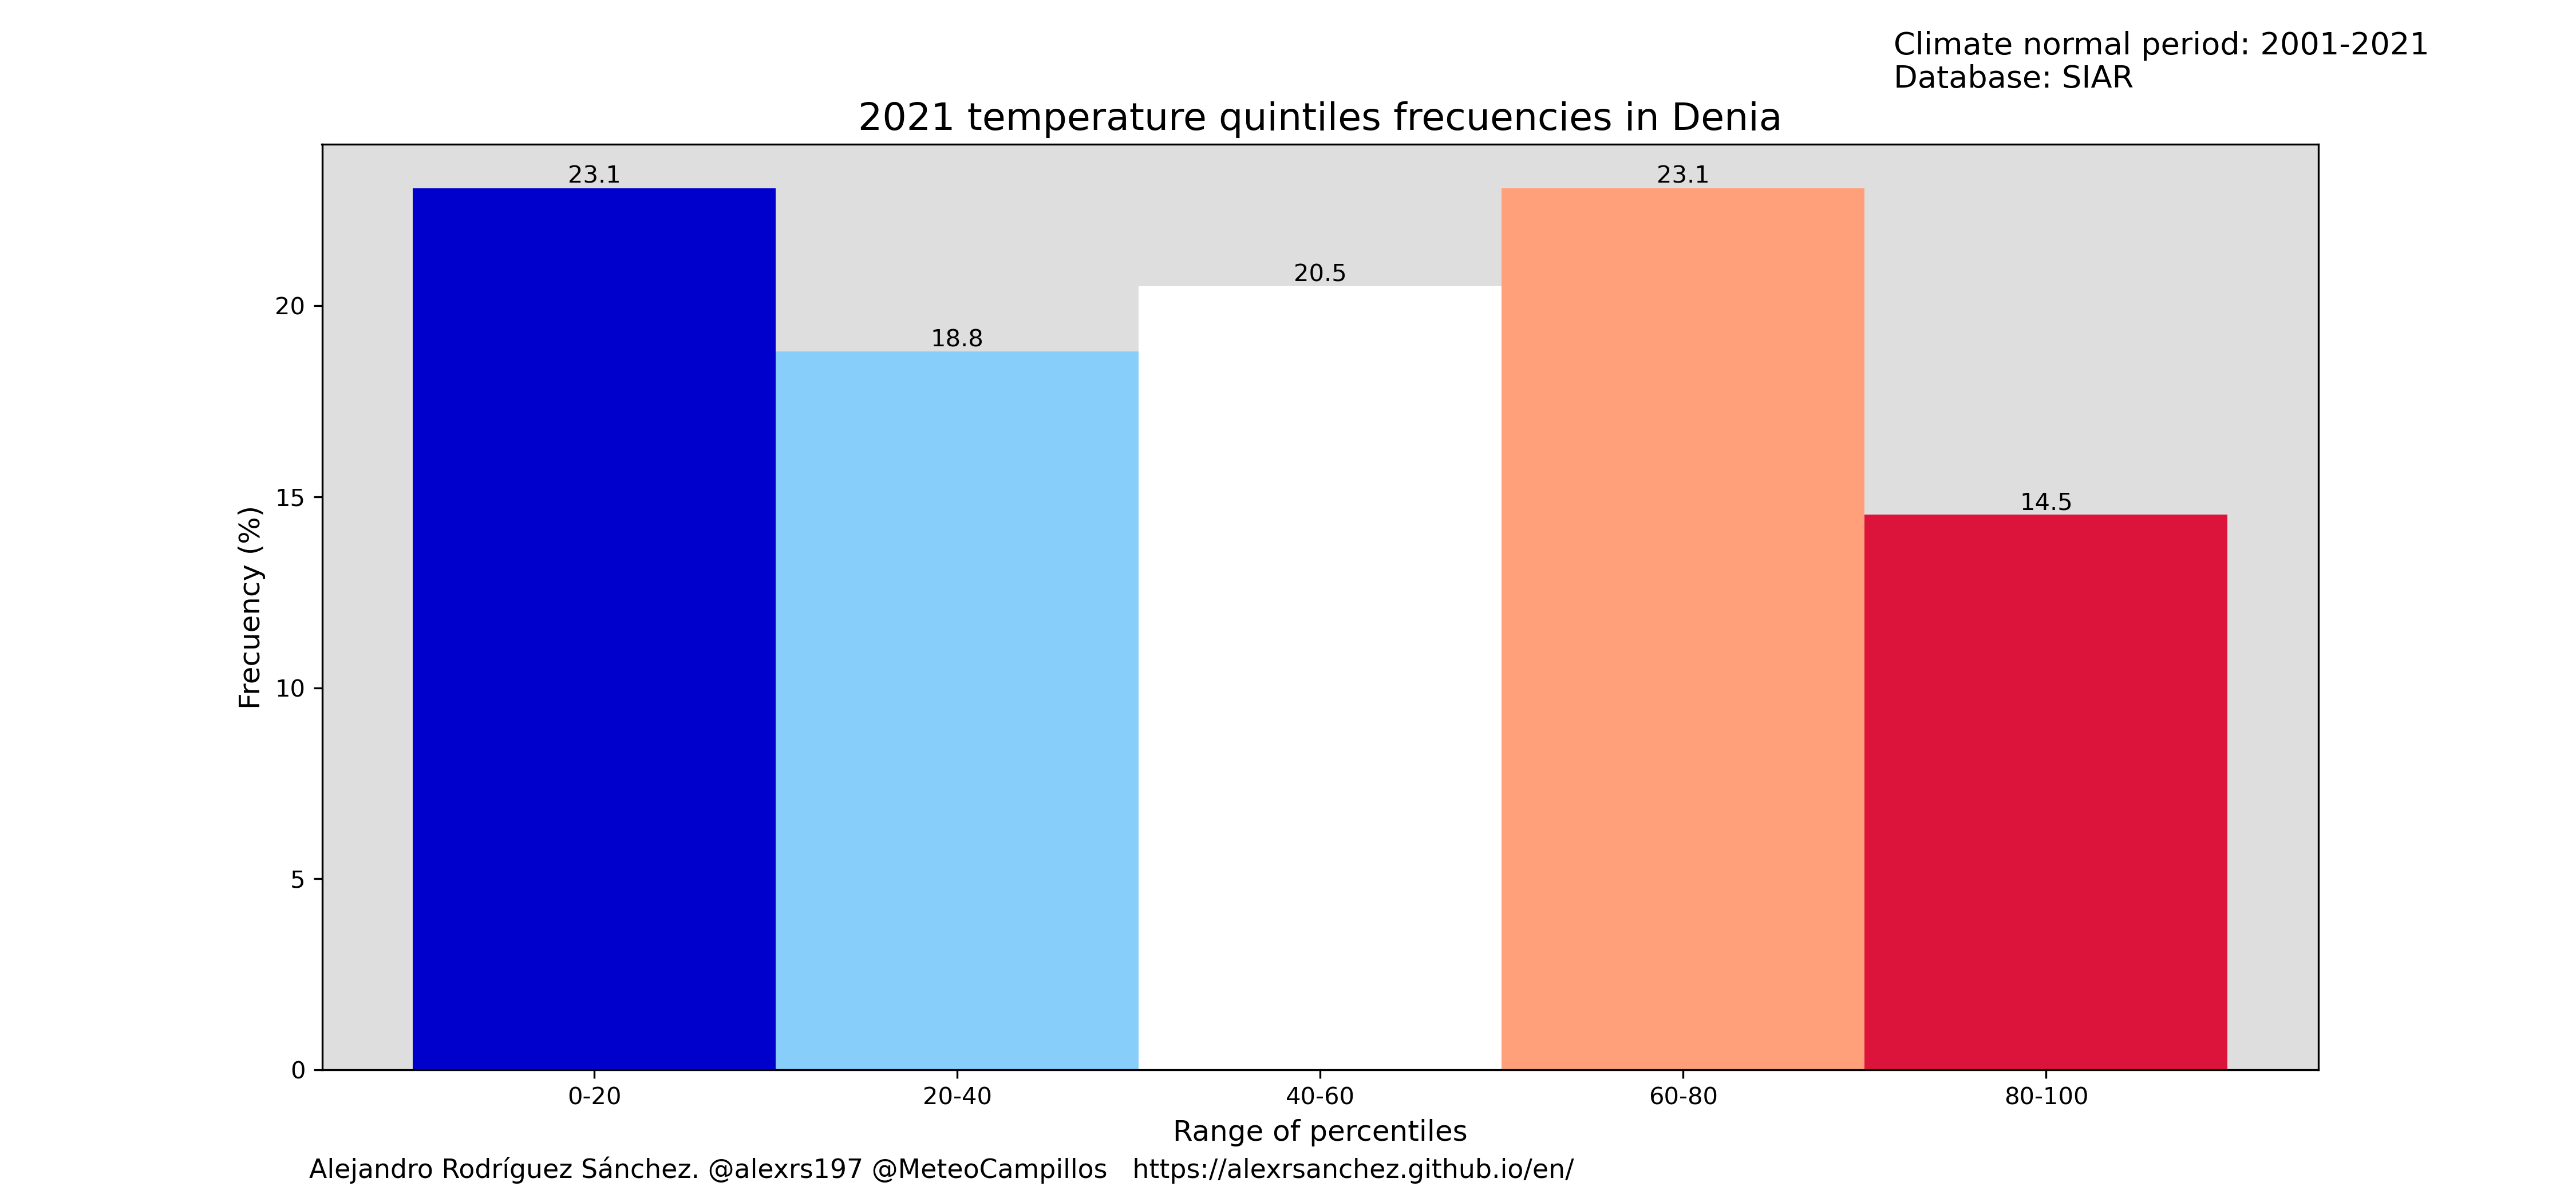 Climate normal period: 2001-2021
Database: SIAR
2021 temperature quintiles frecuencies in Denia
23.1
23.1
20.5
20
18.8
15
14.5
Frecuency (%)
10
5
0
0-20 20-40 40-60 60-80 80-100
Range of percentiles
Alejandro Rodríguez Sánchez. @alexrs197 @MeteoCampillos https://alexrsanchez.github.io/en/